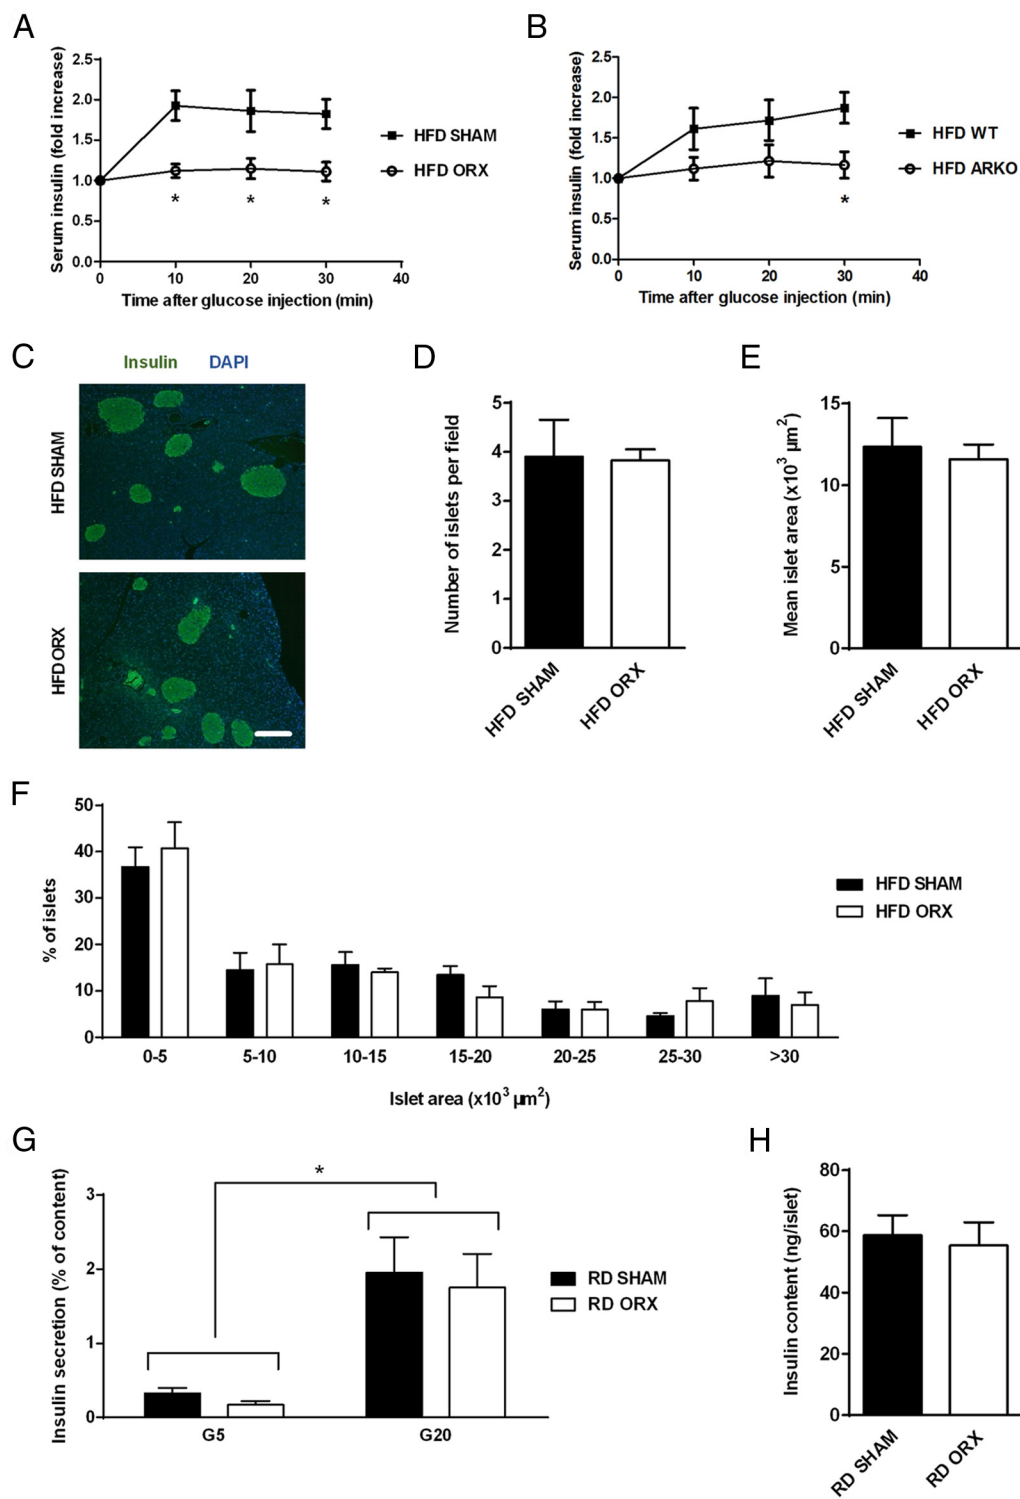 A
Serum insulin (fold increase)
2.5
2.0
1.5
1.0
0.5
0.0
0 10 20 30 40
Time after glucose injection (min)
* * *
HFD SHAM
HFD ORX
B
Serum insulin (fold increase)
2.5
2.0
1.5
1.0
0.5
0.0
0 10 20 30 40
Time after glucose injection (min)
*
HFD WT
HFD ARKO
C
Insulin DAPI
HFD SHAM
HFD ORX
D
Number of islets per field
5
4
3
2
1
0
HFD SHAM
HFD ORX
E
Mean islet area (x10³ µm²)
15
10
5
0
HFD SHAM
HFD ORX
F
% of islets
50
40
30
20
10
0
0-5 5-10 10-15 15-20 20-25 25-30 >30
Islet area (x10³ µm²)
HFD SHAM
HFD ORX
G
Insulin secretion (% of content)
3
2
1
0
*
G5 G20
RD SHAM
RD ORX
H
Insulin content (ng/islet)
80
60
40
20
0
RD SHAM
RD ORX